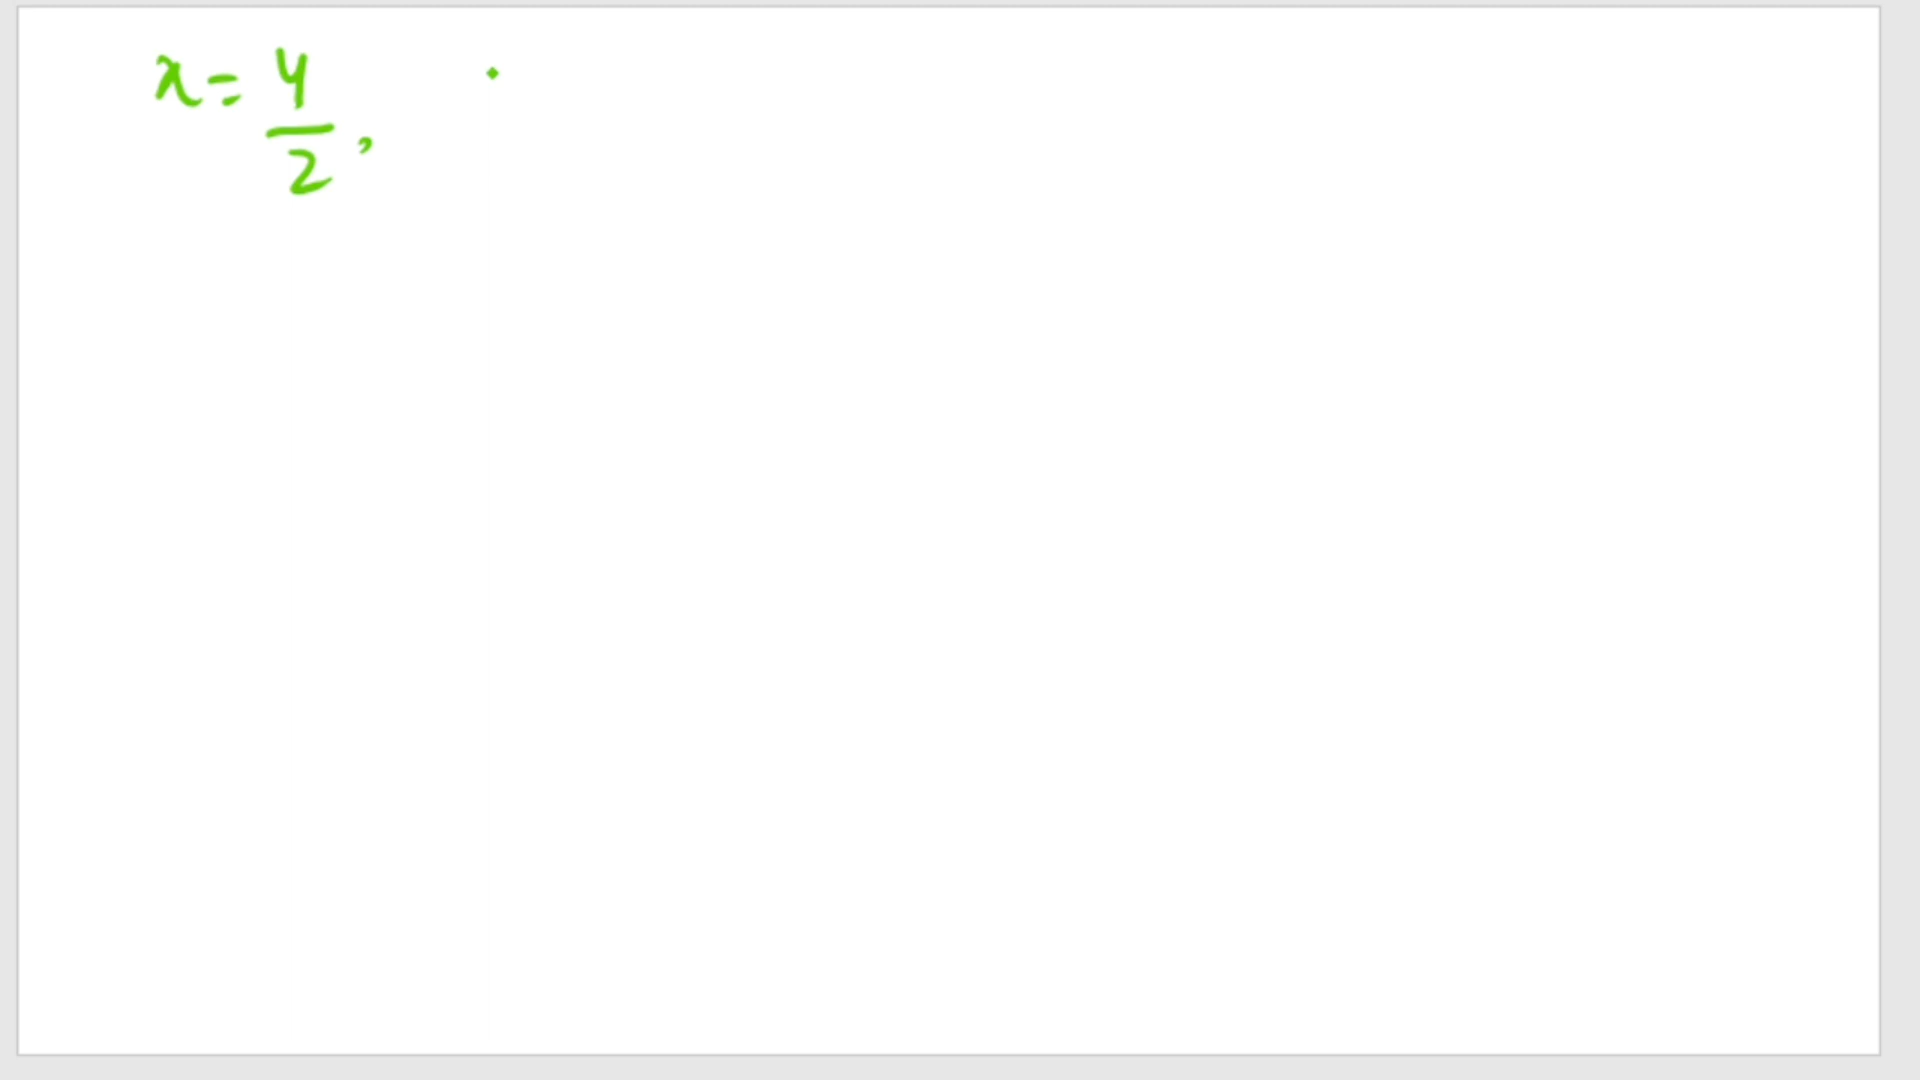 x = 4/2,